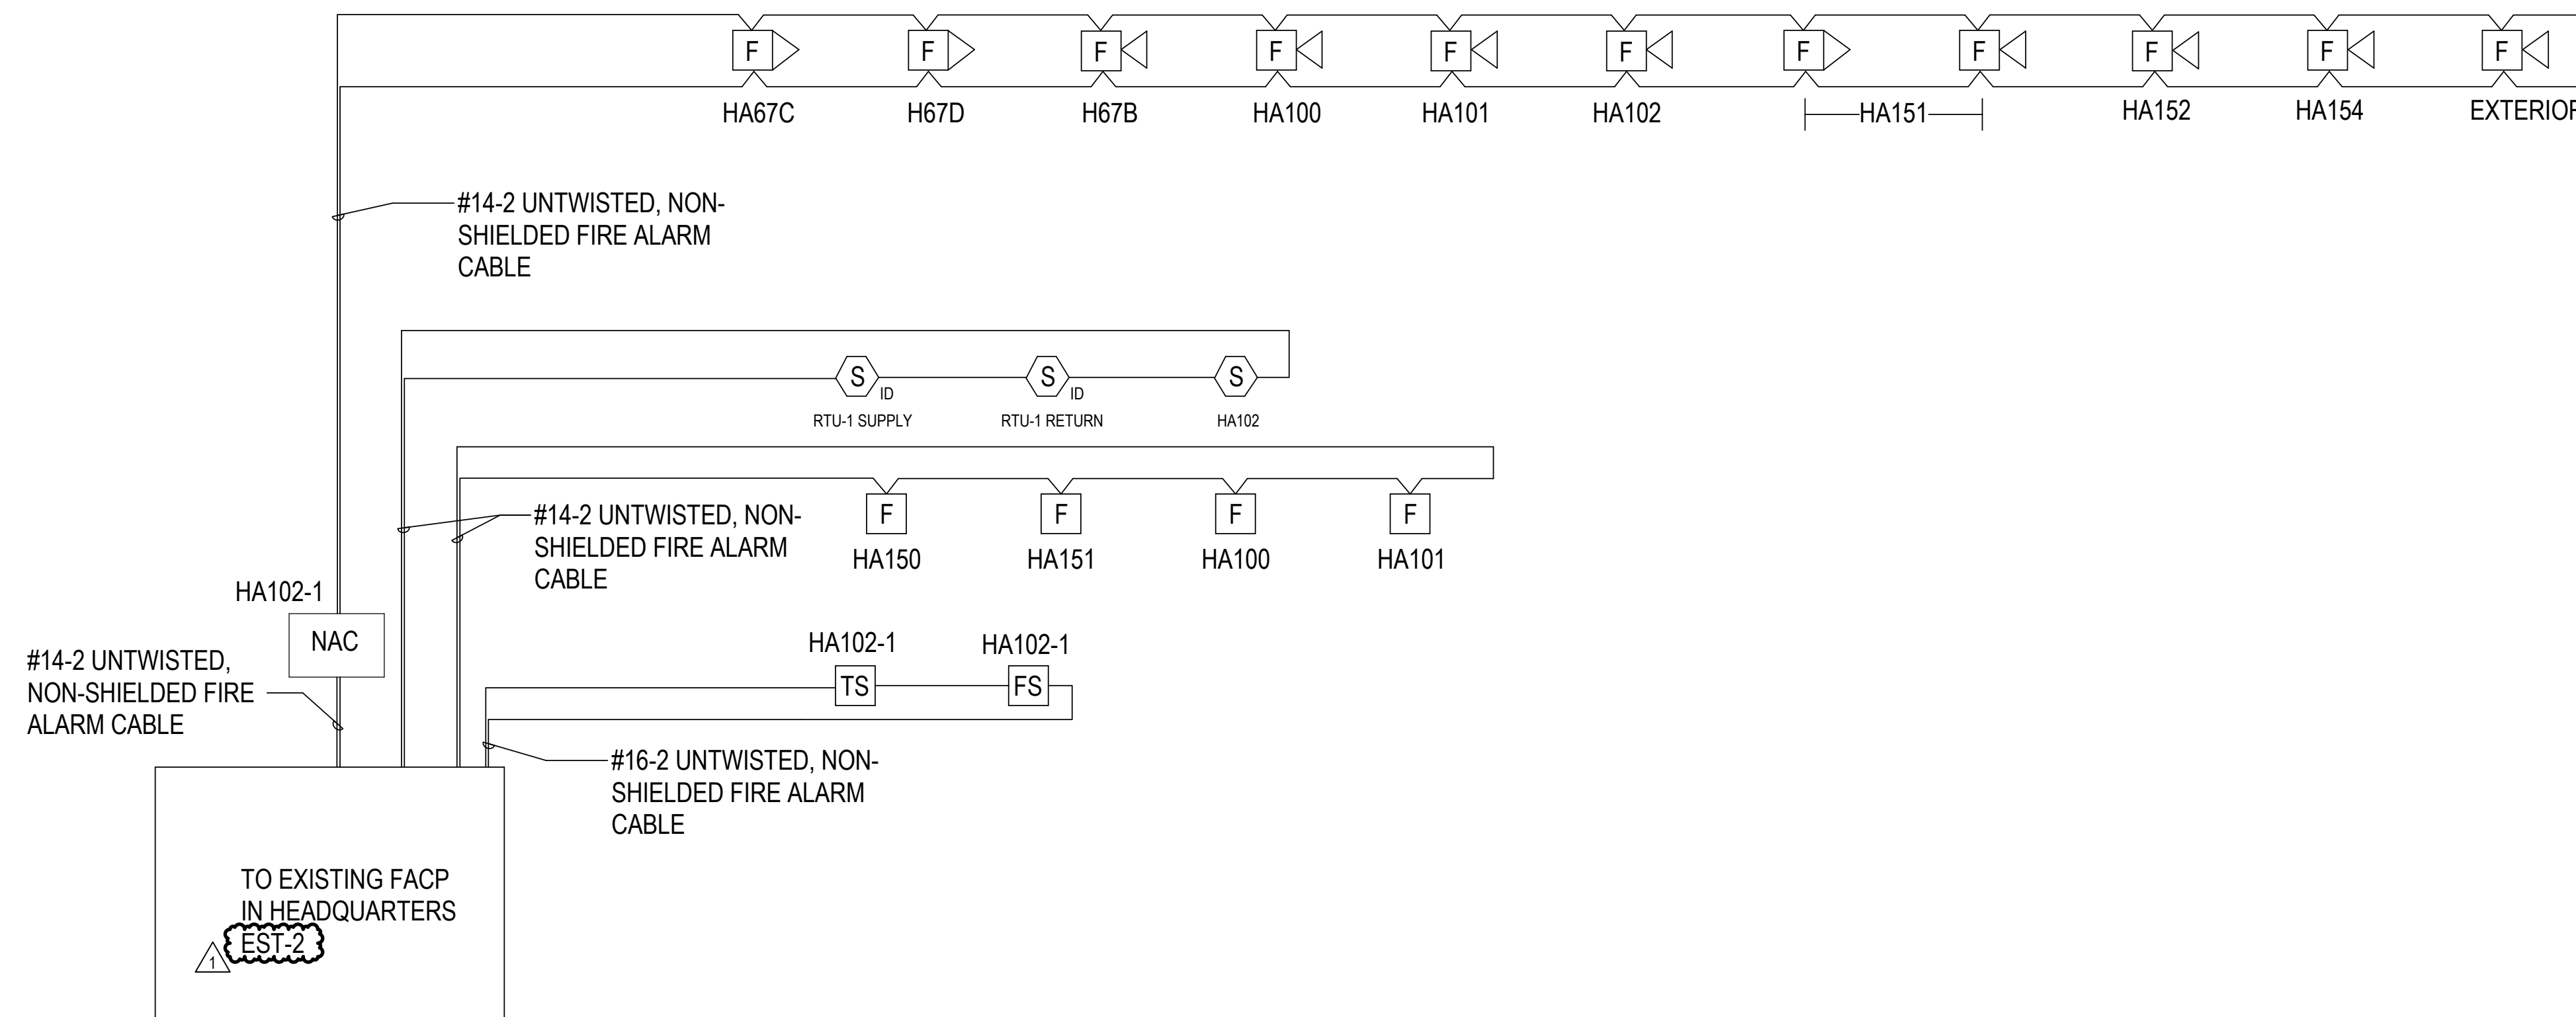 F F F F F F F F F F F
HA67C H67D H67B HA100 HA101 HA102 HA151 HA152 HA154 EXTERIOR
#14-2 UNTWISTED, NON-
SHIELDED FIRE ALARM
CABLE
S ID S ID S
RTU-1 SUPPLY RTU-1 RETURN HA102
#14-2 UNTWISTED, NON-
SHIELDED FIRE ALARM
CABLE
F F F F
HA150 HA151 HA100 HA101
HA102-1
NAC
#14-2 UNTWISTED,
NON-SHIELDED FIRE
ALARM CABLE
HA102-1 HA102-1
TS FS
#16-2 UNTWISTED, NON-
SHIELDED FIRE ALARM
CABLE
TO EXISTING FACP
IN HEADQUARTERS
EST-2
1